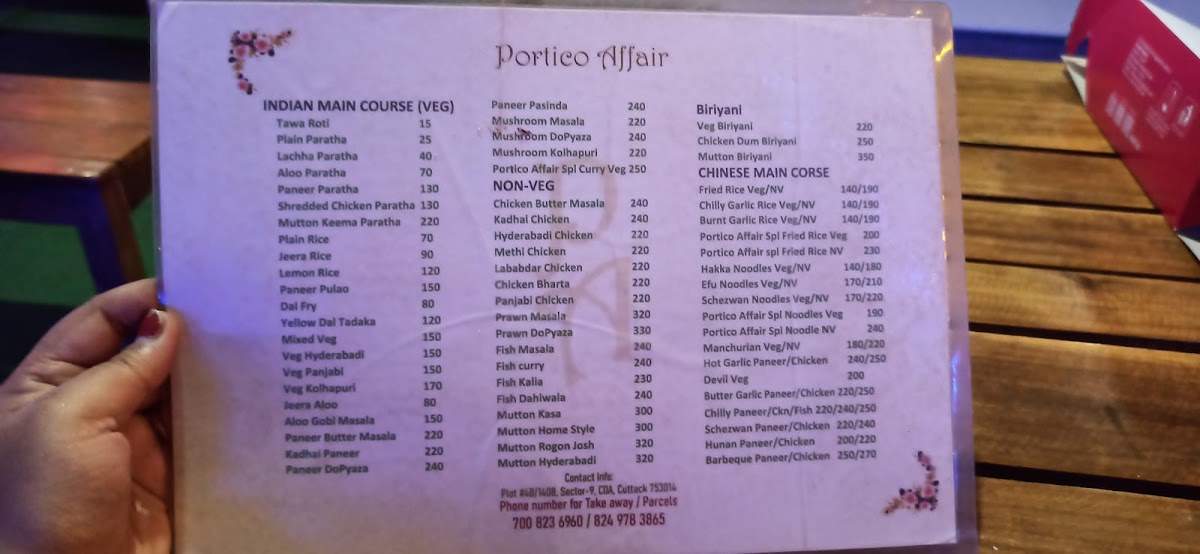 Portico Affair
INDIAN MAIN COURSE (VEG)
Tawa Roti 15
Plain Paratha 25
Lachha Paratha 40
Aloo Paratha 70
Paneer Paratha 130
Shredded Chicken Paratha 130
Mutton Keema Paratha 220
Plain Rice 70
Jeera Rice 90
Lemon Rice 120
Paneer Pulao 150
Dal Fry 80
Yellow Dal Tadaka 120
Mixed Veg 150
Veg Hyderabadi 150
Veg Panjabi 150
Veg Kolhapuri 170
Jeera Aloo 80
Aloo Gobi Masala 150
Paneer Butter Masala 220
Kadhai Paneer 220
Paneer DoPyaza 240
Paneer Pasinda 240
Mushroom Masala 220
Mushroom DoPyaza 240
Mushroom Kolhapuri 220
Portico Affair Spl Curry Veg 250
NON-VEG
Chicken Butter Masala 240
Kadhai Chicken 240
Hyderabadi Chicken 220
Methi Chicken 220
Lababdar Chicken 220
Chicken Bharta 220
Panjabi Chicken 220
Prawn Masala 320
Prawn DoPyaza 330
Fish Masala 240
Fish curry 240
Fish Kalia 230
Fish Dahiwala 240
Mutton Kasa 300
Mutton Home Style 300
Mutton Rogon Josh 320
Mutton Hyderabadi 320
Biriyani
Veg Biriyani 220
Chicken Dum Biriyani 250
Mutton Biriyani 350
CHINESE MAIN CORSE
Fried Rice Veg/NV 140/190
Chilly Garlic Rice Veg/NV 140/190
Burnt Garlic Rice Veg/NV 140/190
Portico Affair Spl Fried Rice Veg 200
Portico Affair spl Fried Rice NV 230
Hakka Noodles Veg/NV 140/180
Efu Noodles Veg/NV 170/210
Schezwan Noodles Veg/NV 170/220
Portico Affair Spl Noodles Veg 190
Portico Affair Spl Noodle NV 240
Manchurian Veg/NV 180/220
Hot Garlic Paneer/Chicken 240/250
Devil Veg 200
Butter Garlic Paneer/Chicken 220/250
Chilly Paneer/Ckn/Fish 220/240/250
Schezwan Paneer/Chicken 220/240
Hunan Paneer/Chicken 200/220
Barbeque Paneer/Chicken 250/270
Contact Info:
Plot #4B/140B, Sector-9, CDA, Cuttack 753014
Phone number for Take away / Parcels
700 823 6960 / 824 978 3865